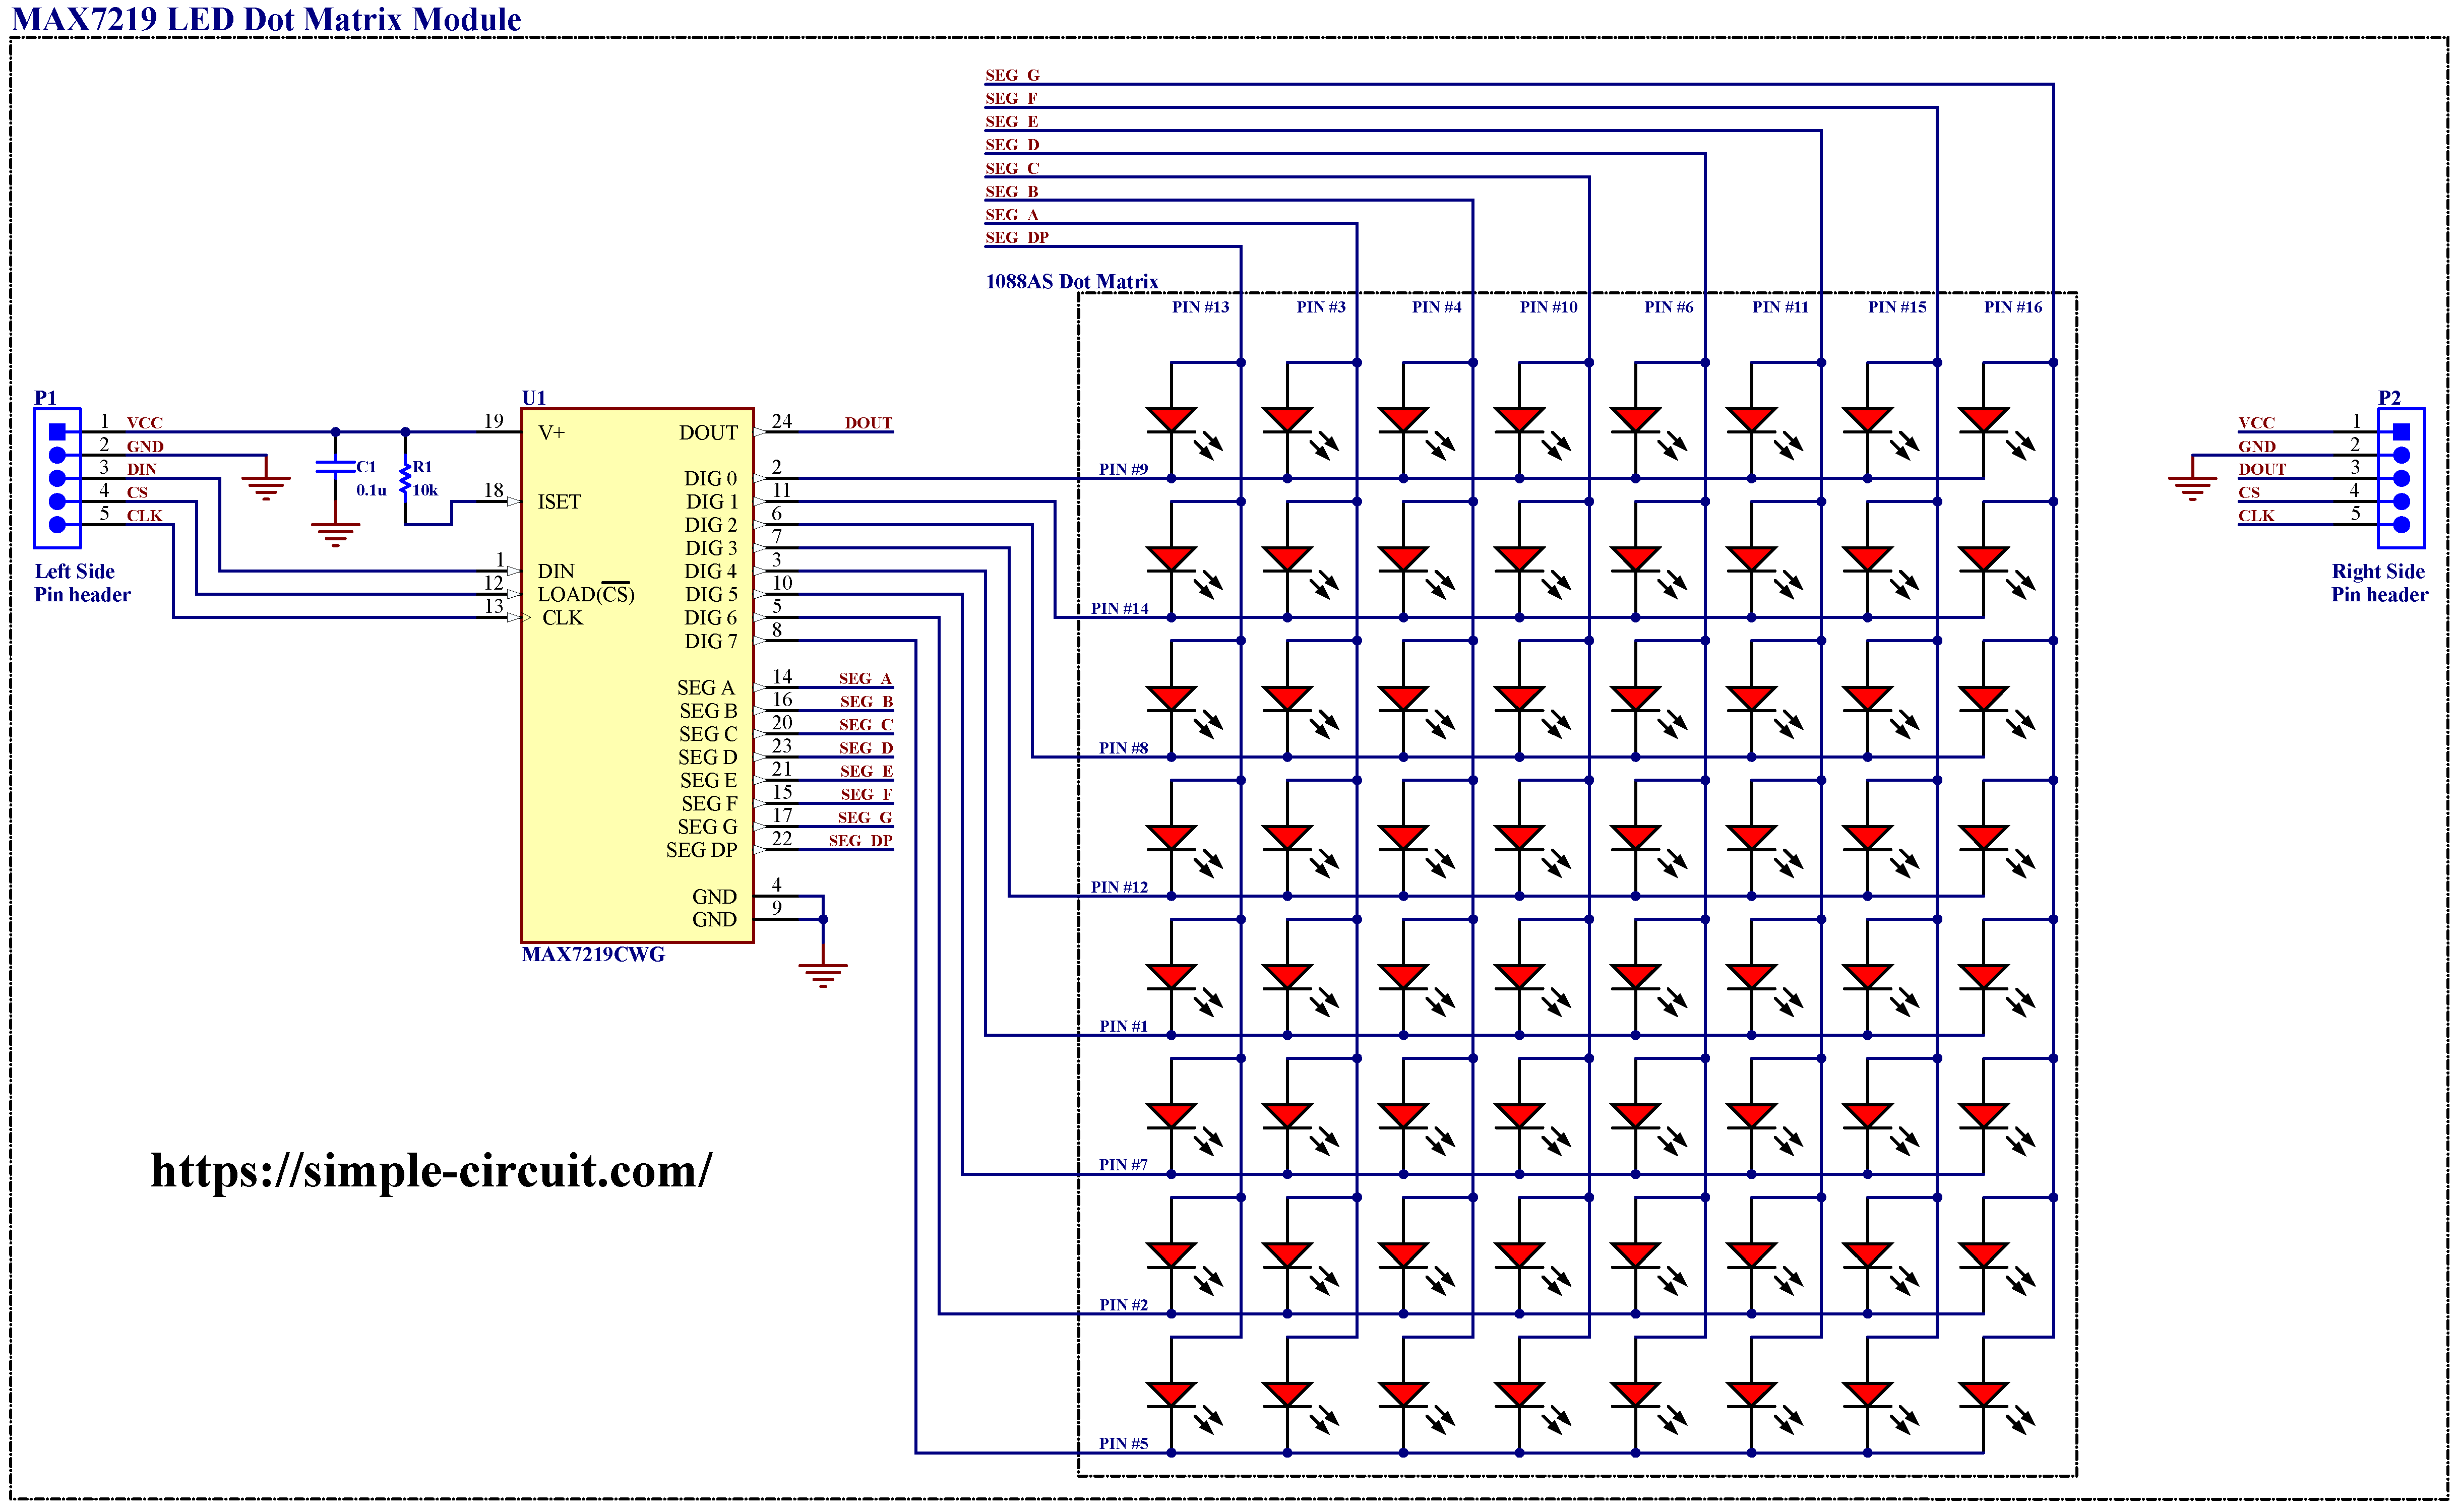 MAX7219 LED Dot Matrix Module
SEG G
SEG F
SEG E
SEG D
SEG C
SEG B
SEG A
SEG DP
1088AS Dot Matrix
PIN #13
PIN #3
PIN #4
PIN #10
PIN #6
PIN #11
PIN #15
PIN #16
P1
1 VCC
2 GND
3 DIN
4 CS
5 CLK
Left Side
Pin header
C1
0.1u
R1
10k
U1
19 V+
18 ISET
1 DIN
12 LOAD(CS)
13 CLK
DOUT 24 DOUT
DIG 0 2
DIG 1 11
DIG 2 6
DIG 3 7
DIG 4 3
DIG 5 10
DIG 6 5
DIG 7 8
SEG A 14 SEG A
SEG B 16 SEG B
SEG C 20 SEG C
SEG D 23 SEG D
SEG E 21 SEG E
SEG F 15 SEG F
SEG G 17 SEG G
SEG DP 22 SEG DP
GND 4
GND 9
MAX7219CWG
PIN #9
PIN #14
PIN #8
PIN #12
PIN #1
PIN #7
PIN #2
PIN #5
P2
VCC 1
GND 2
DOUT 3
CS 4
CLK 5
Right Side
Pin header
https://simple-circuit.com/